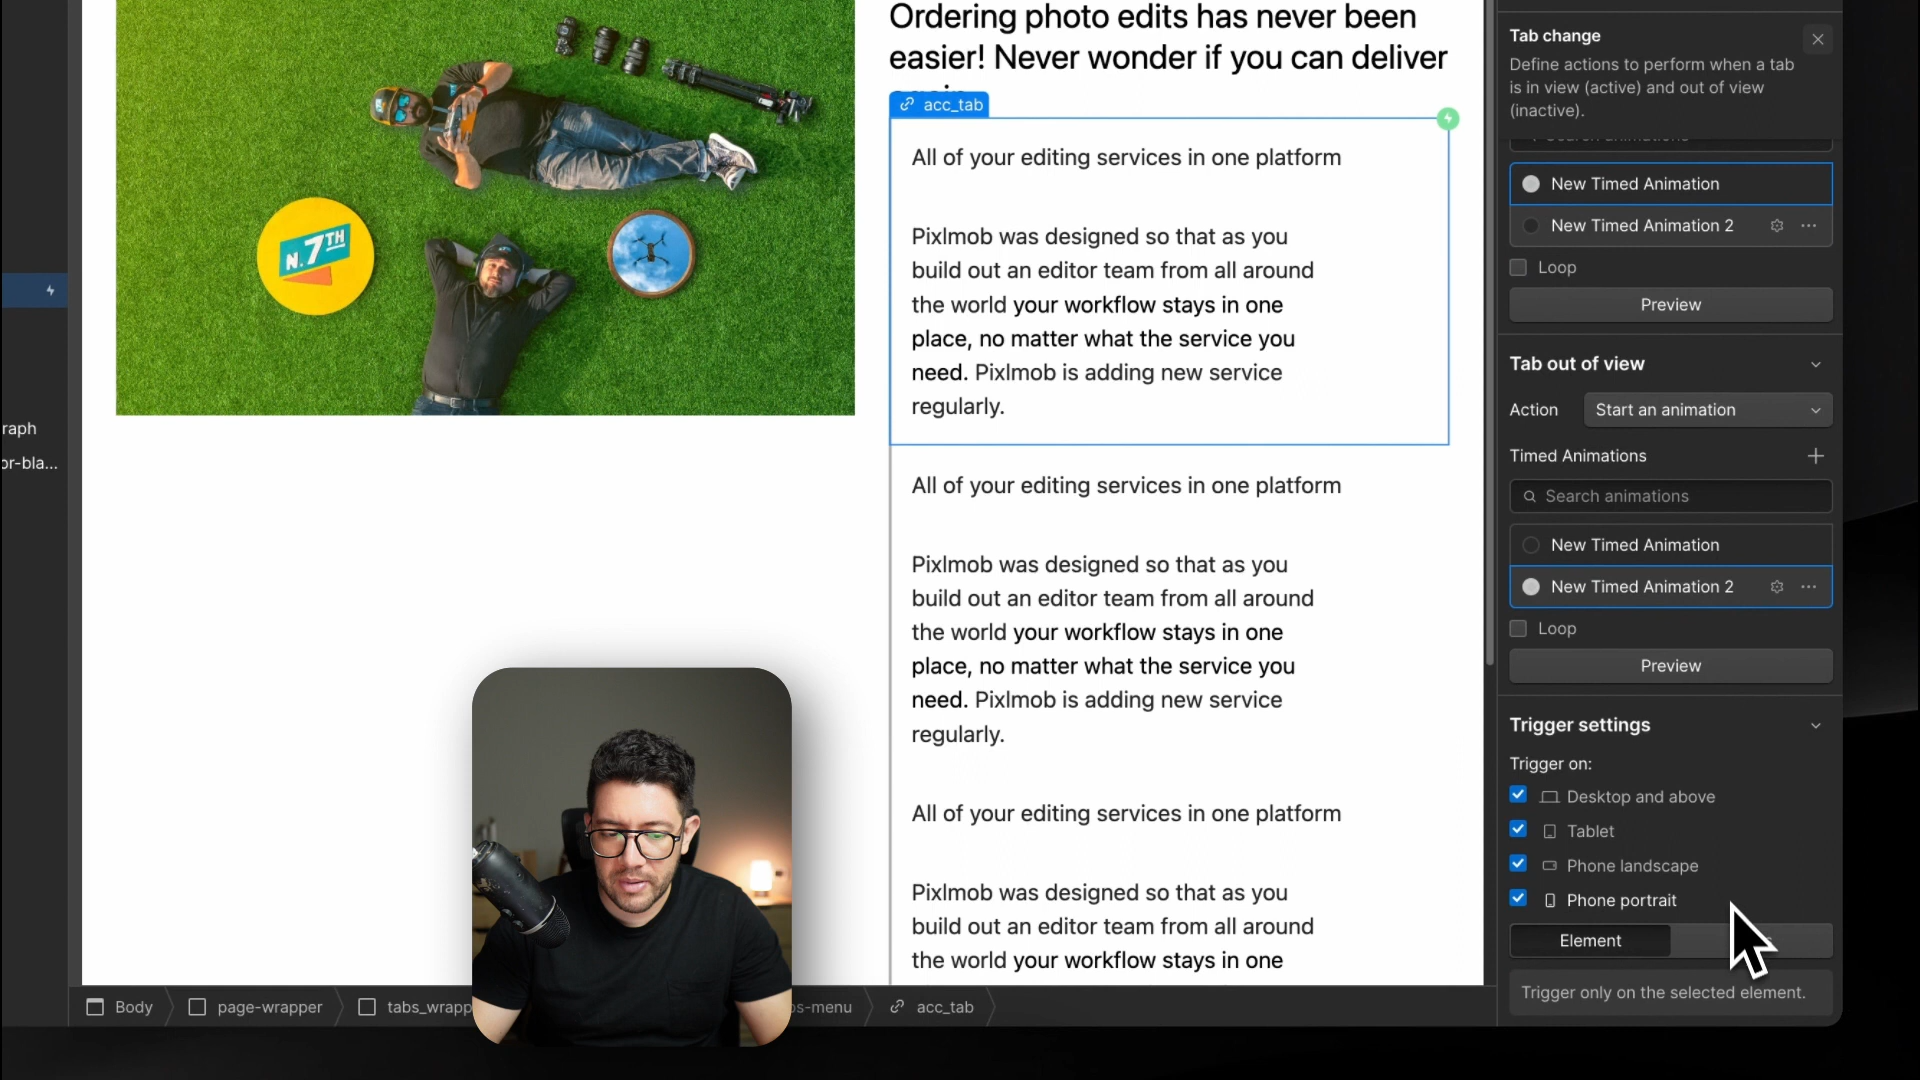 Ordering photo edits has never been
easier! Never wonder if you can deliver
acc_tab
All of your editing services in one platform
Pixlmob was designed so that as you
build out an editor team from all around
the world your workflow stays in one
place, no matter what the service you
need. Pixlmob is adding new service
regularly.
All of your editing services in one platform
Pixlmob was designed so that as you
build out an editor team from all around
the world your workflow stays in one
place, no matter what the service you
need. Pixlmob is adding new service
regularly.
All of your editing services in one platform
Pixlmob was designed so that as you
build out an editor team from all around
the world your workflow stays in one
N. 7TH
raph
or-bla...
Body
page-wrapper
tabs_wrapp
os-menu
acc_tab
Tab change
Define actions to perform when a tab
is in view (active) and out of view
(inactive).
New Timed Animation
New Timed Animation 2
Loop
Preview
Tab out of view
Action
Start an animation
Timed Animations
Search animations
New Timed Animation
New Timed Animation 2
Loop
Preview
Trigger settings
Trigger on:
Desktop and above
Tablet
Phone landscape
Phone portrait
Element
Trigger only on the selected element.